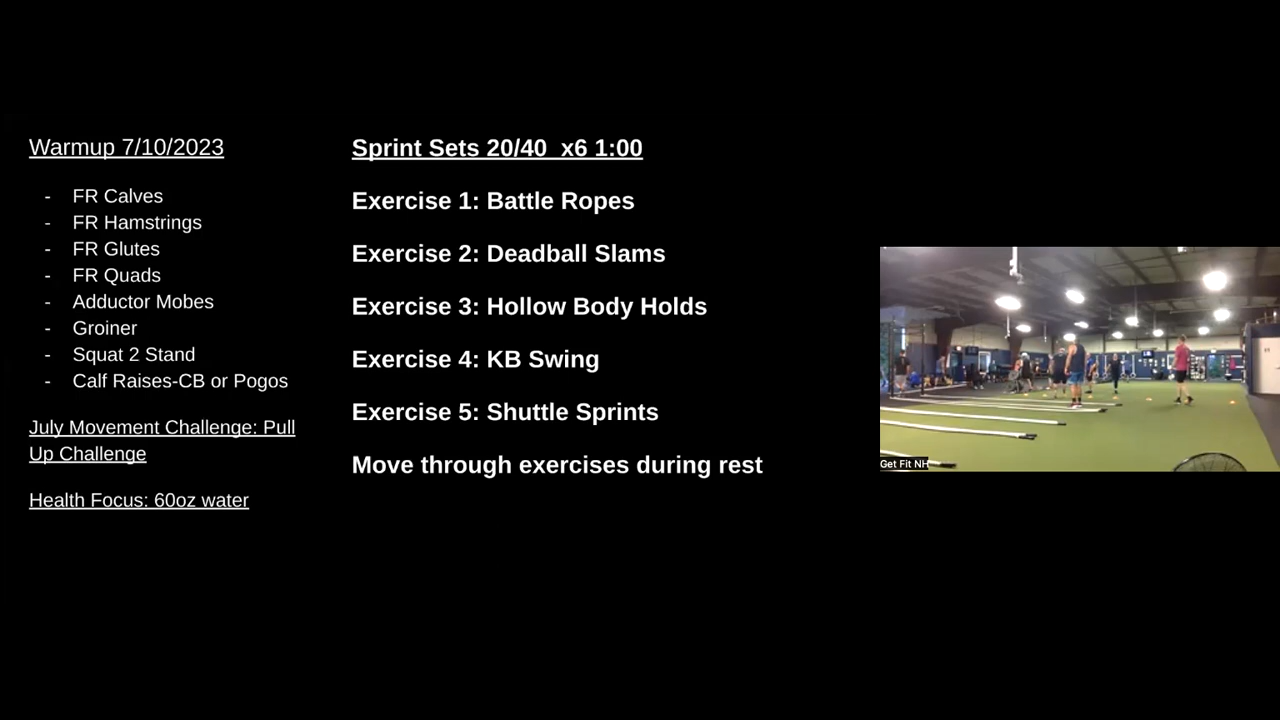 Warmup 7/10/2023
- FR Calves
- FR Hamstrings
- FR Glutes
- FR Quads
- Adductor Mobes
- Groiner
- Squat 2 Stand
- Calf Raises-CB or Pogos
July Movement Challenge: Pull
Up Challenge
Health Focus: 60oz water
Sprint Sets 20/40  x6 1:00
Exercise 1: Battle Ropes
Exercise 2: Deadball Slams
Exercise 3: Hollow Body Holds
Exercise 4: KB Swing
Exercise 5: Shuttle Sprints
Move through exercises during rest
Get Fit NH